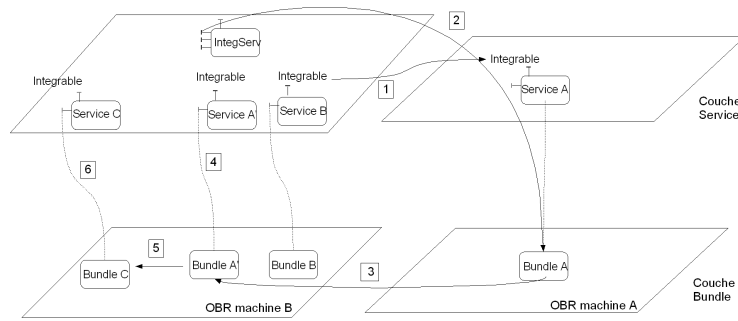 2
IntegServ
Integrable
Integrable
Integrable
Integrable
1
Service C
Service A'
Service B
Service A
Couche
Service
6
4
5
3
Bundle C
Bundle A'
Bundle B
Bundle A
OBR machine B
OBR machine A
Couche
Bundle